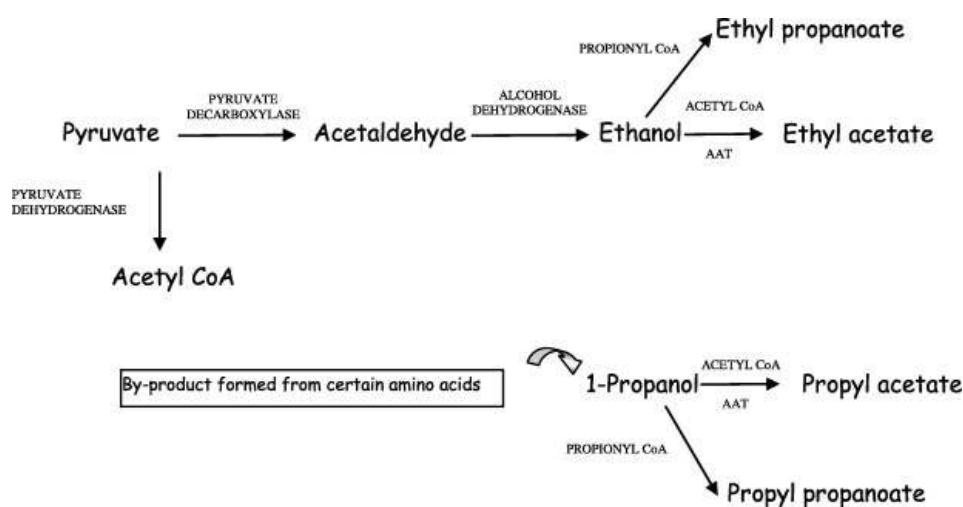 Ethyl propanoate
PROPIONYL CoA
PYRUVATE
DECARBOXYLASE
ALCOHOL
DEHYDROGENASE
ACETYL CoA
Pyruvate
Acetaldehyde
Ethanol
Ethyl acetate
AAT
PYRUVATE
DEHYDROGENASE
Acetyl CoA
By-product formed from certain amino acids
1-Propanol
ACETYL CoA
Propyl acetate
AAT
PROPIONYL CoA
Propyl propanoate